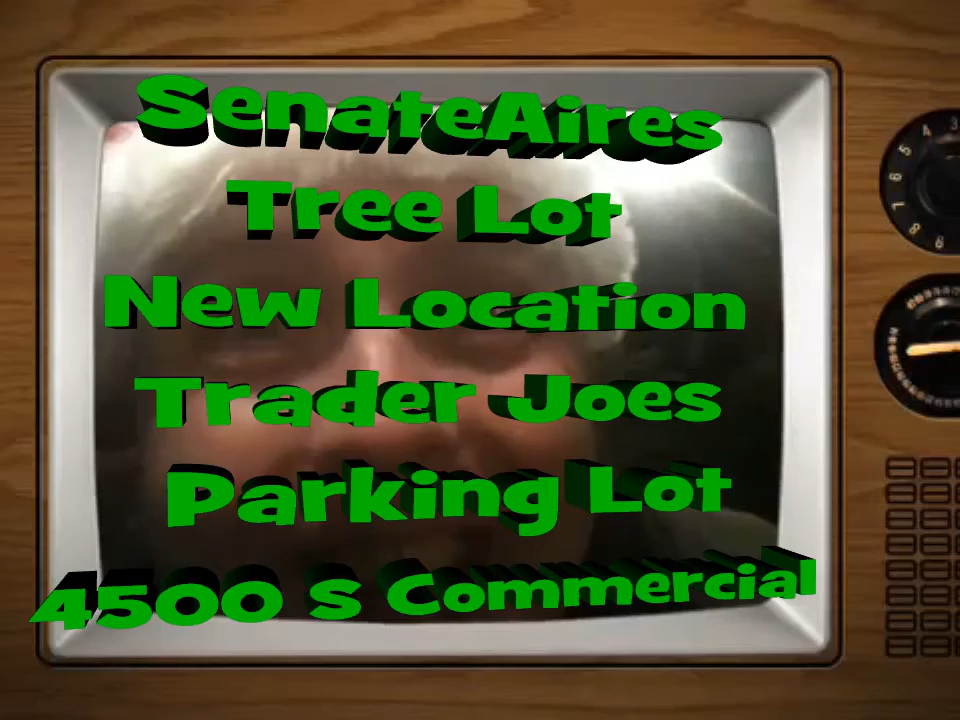 SenateAires
Tree Lot
New Location
Trader Joes
Parking Lot
4500 S Commercial